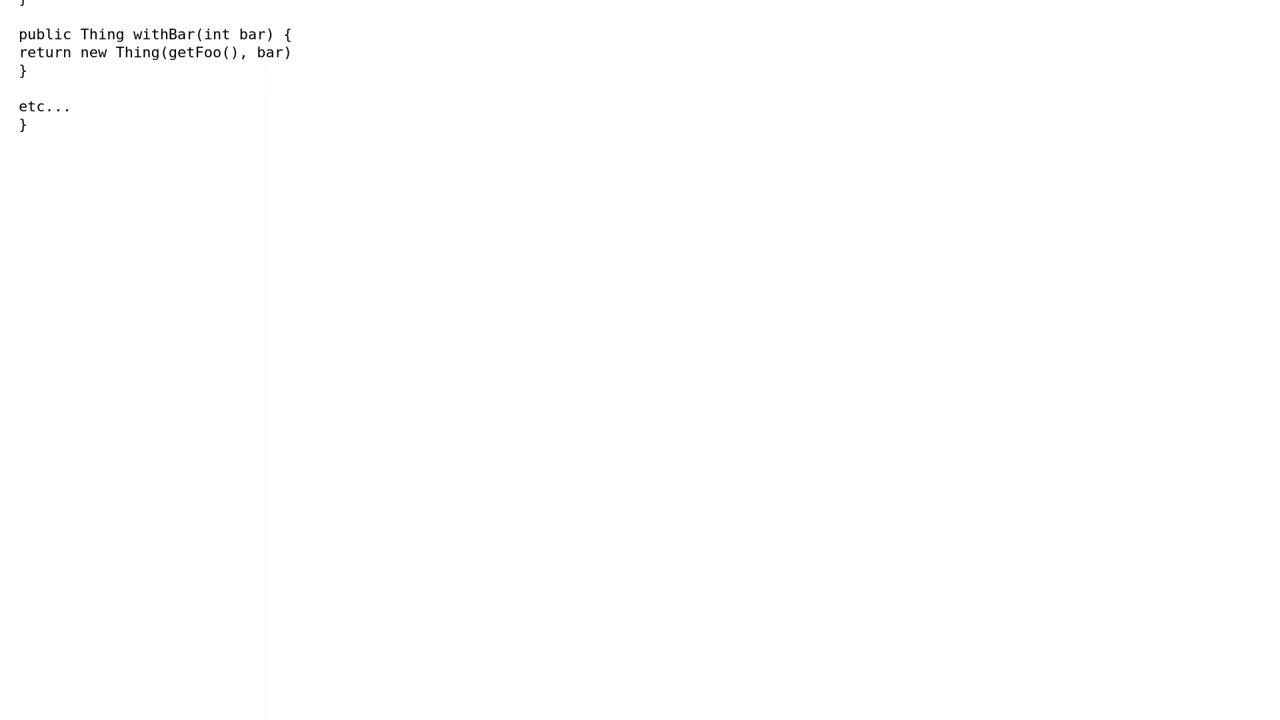 }

public Thing withBar(int bar) {
return new Thing(getFoo(), bar)
}

etc...
}